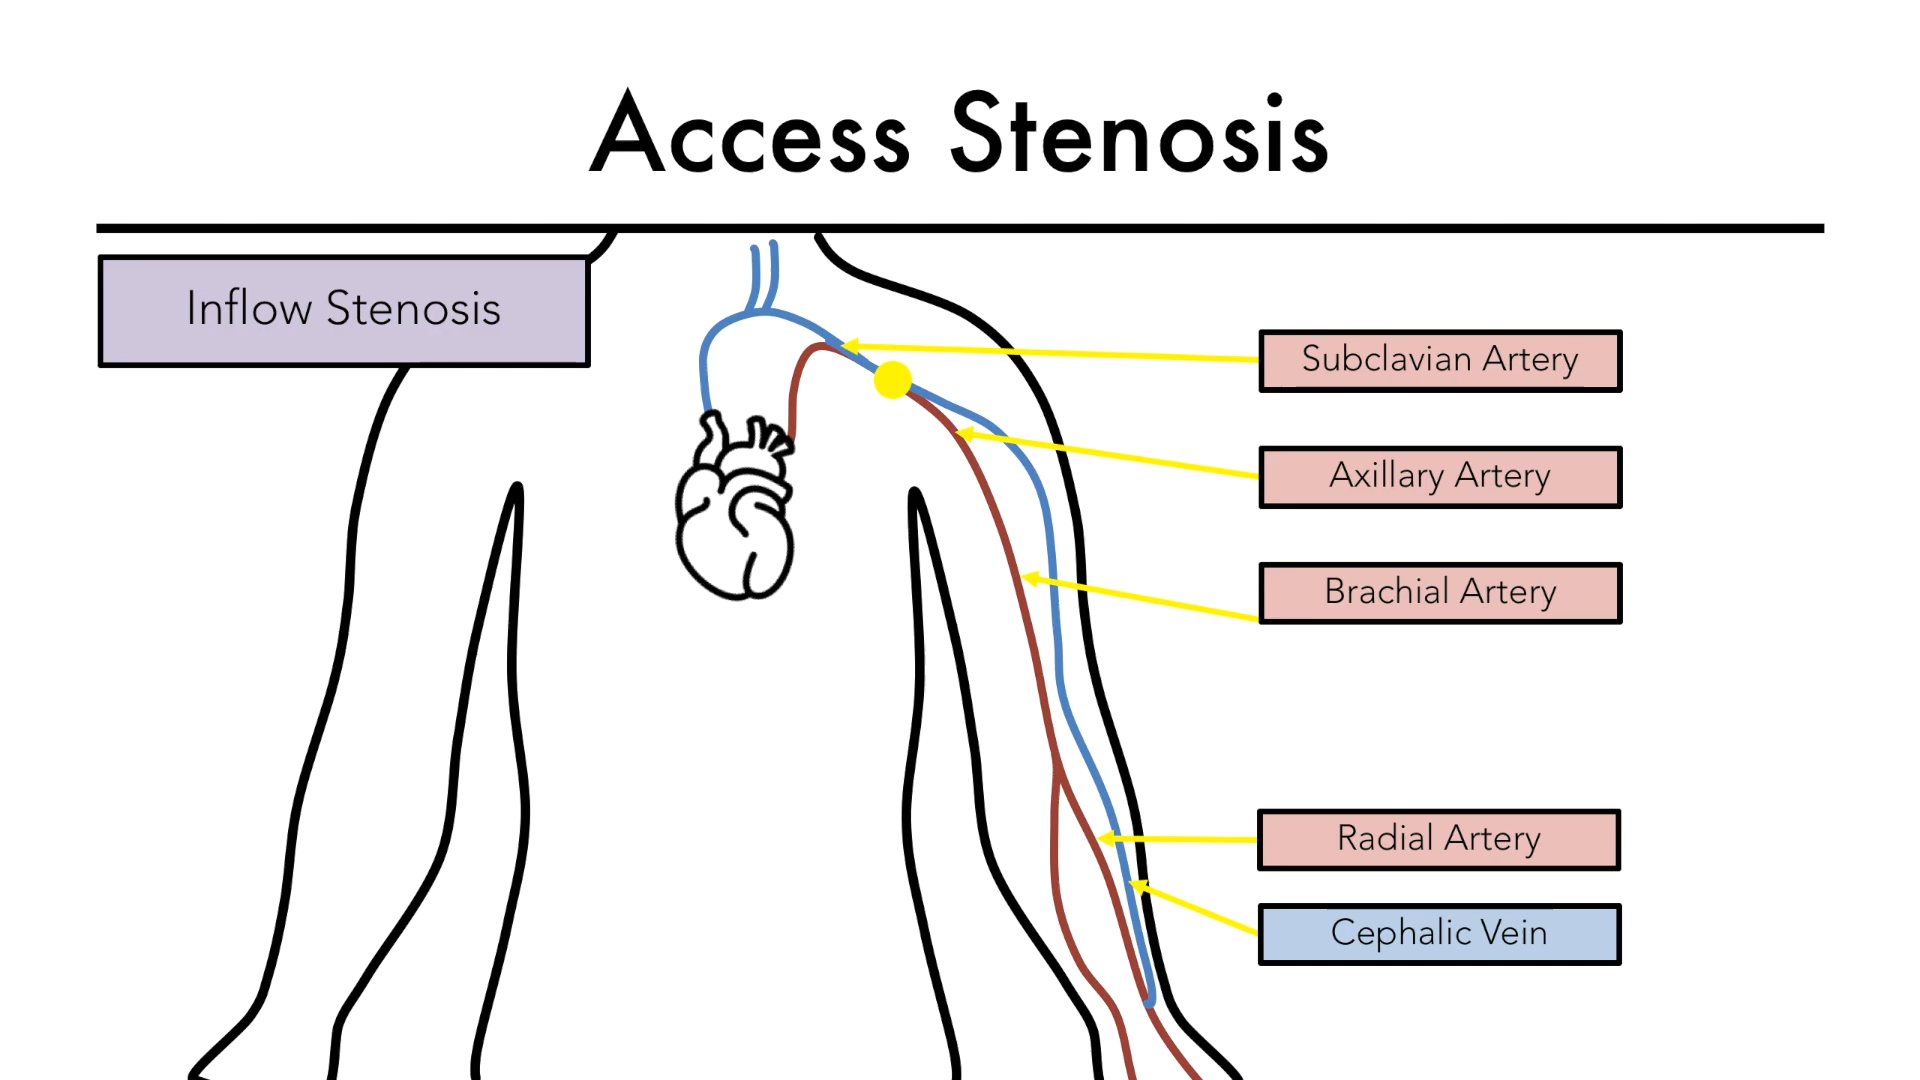 Access Stenosis
Inflow Stenosis
Subclavian Artery
Axillary Artery
Brachial Artery
Radial Artery
Cephalic Vein